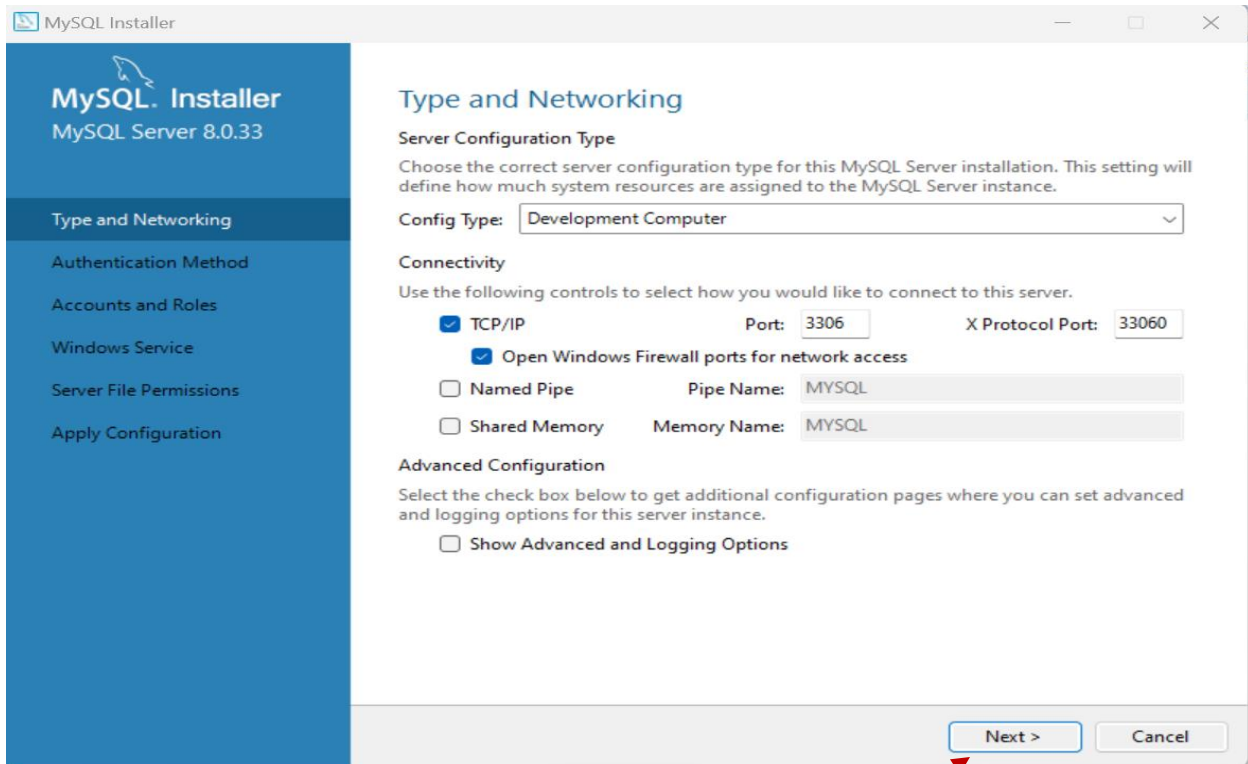 MySQL Installer
MySQL. Installer
MySQL Server 8.0.33
Type and Networking
Authentication Method
Accounts and Roles
Windows Service
Server File Permissions
Apply Configuration
Type and Networking
Server Configuration Type
Choose the correct server configuration type for this MySQL Server installation. This setting will
define how much system resources are assigned to the MySQL Server instance.
Config Type: Development Computer
Connectivity
Use the following controls to select how you would like to connect to this server.
TCP/IP Port: 3306 X Protocol Port: 33060
Open Windows Firewall ports for network access
Named Pipe Pipe Name: MYSQL
Shared Memory Memory Name: MYSQL
Advanced Configuration
Select the check box below to get additional configuration pages where you can set advanced
and logging options for this server instance.
Show Advanced and Logging Options
Next > Cancel